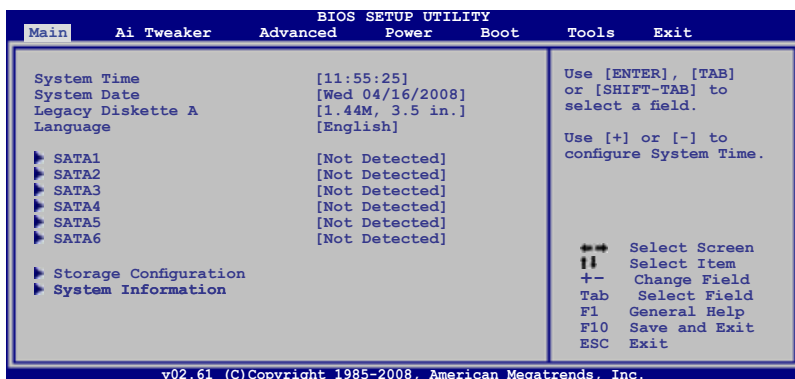 BIOS SETUP UTILITY
Main Ai Tweaker Advanced Power Boot Tools Exit
System Time [11:55:25]
System Date [Wed 04/16/2008]
Legacy Diskette A [1.44M, 3.5 in.]
Language [English]
SATA1 [Not Detected]
SATA2 [Not Detected]
SATA3 [Not Detected]
SATA4 [Not Detected]
SATA5 [Not Detected]
SATA6 [Not Detected]
Storage Configuration
System Information
Use [ENTER], [TAB]
or [SHIFT-TAB] to
select a field.
Use [+] or [-] to
configure System Time.
←→ Select Screen
↑↓ Select Item
+- Change Field
Tab Select Field
F1 General Help
F10 Save and Exit
ESC Exit
v02.61 (C)Copyright 1985-2008, American Megatrends, Inc.